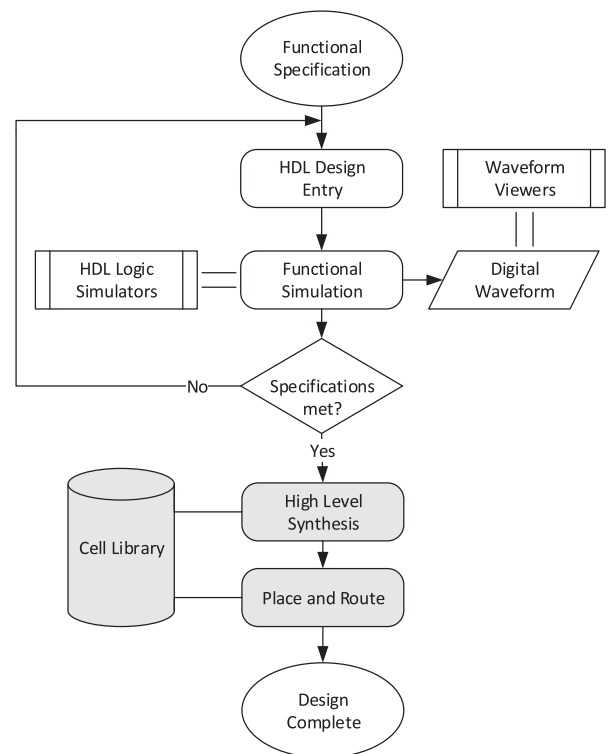 Functional
Specification
HDL Design
Entry
Waveform
Viewers
HDL Logic
Simulators
Functional
Simulation
Digital
Waveform
No
Specifications
met?
Yes
High Level
Synthesis
Cell Library
Place and Route
Design
Complete